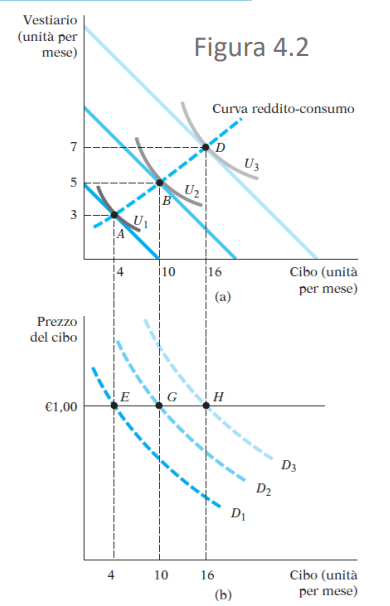 Vestiario
(unità per
mese)
Figura 4.2
Curva reddito-consumo
7
D
U3
5
B
U2
3
A
U1
4
10
16
Cibo (unità
per mese)
(a)
Prezzo
del cibo
€1,00
E
G
H
D3
D2
D1
4
10
16
Cibo (unità
per mese)
(b)